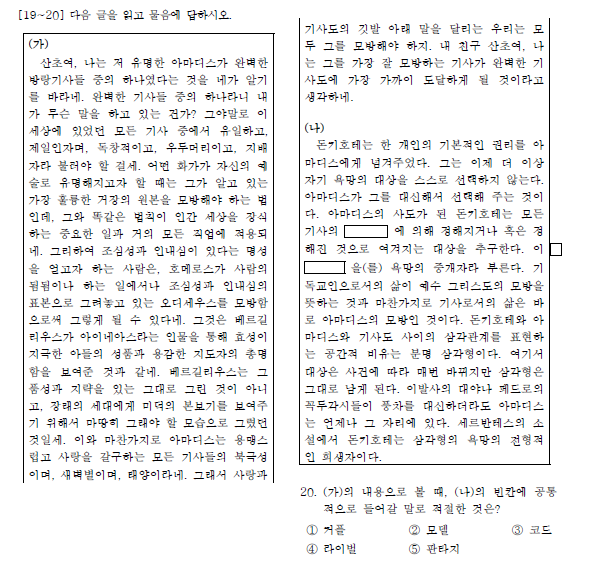 [19~20] 다음 글을 읽고 물음에 답하시오.
(가)
산초여, 나는 저 유명한 아마디스가 완벽한
방랑기사들 중의 하나였다는 것을 네가 알기
를 바라네. 완벽한 기사들 중의 하나라니 내
가 무슨 말을 하고 있는 건가? 그야말로 이
세상에 있었던 모든 기사 중에서 유일하고,
제일인자며, 독창적이고, 우두머리이고, 지배
자라 불러야 할 걸세. 어떤 화가가 자신의 예
술로 유명해지고자 할 때는 그가 알고 있는
가장 훌륭한 거장의 원본을 모방해야 하는 법
인데, 그와 똑같은 법칙이 인간 세상을 장식
하는 중요한 일과 거의 모든 직업에 적용되
네. 그리하여 조심성과 인내심이 있다는 명성
을 얻고자 하는 사람은, 호메로스가 사람의
됨됨이나 하는 일에서나 조심성과 인내심의
표본으로 그려놓고 있는 오디세우스를 모방함
으로써 그렇게 될 수 있다네. 그것은 베르길
리우스가 아이네아스라는 인물을 통해 효성이
지극한 아들의 성품과 용감한 지도자의 총명
함을 보여준 것과 같네. 베르길리우스는 그
품성과 지략을 있는 그대로 그린 것이 아니
고, 장래의 세대에게 미덕의 본보기를 보여주
기 위해서 마땅히 그래야 할 모습으로 그렸던
것일세. 이와 마찬가지로 아마디스는 용맹스
럽고 사랑을 갈구하는 모든 기사들의 북극성
이며, 새벽별이며, 태양이라네. 그래서 사랑과
기사도의 깃발 아래 말을 달리는 우리는 모
두 그를 모방해야 하지. 내 친구 산초여, 나
는 그를 가장 잘 모방하는 기사가 완벽한 기
사도에 가장 가까이 도달하게 될 것이라고
생각하네.
(나)
돈키호테는 한 개인의 기본적인 권리를 아
마디스에게 넘겨주었다. 그는 이제 더 이상
자기 욕망의 대상을 스스로 선택하지 않는다.
아마디스가 그를 대신해서 선택해 주는 것이
다. 아마디스의 사도가 된 돈키호테는 모든
기사의 에 의해 정해지거나 혹은 정
해진 것으로 여겨지는 대상을 추구한다. 이
을(를) 욕망의 중개자라 부른다. 기
독교인으로서의 삶이 예수 그리스도의 모방을
뜻하는 것과 마찬가지로 기사로서의 삶은 바
로 아마디스의 모방인 것이다. 돈키호테와 아
마디스와 기사도 사이의 삼각관계를 표현하
는 공간적 비유는 분명 삼각형이다. 여기서
대상은 사건에 따라 매번 바뀌지만 삼각형은
그대로 남게 된다. 이발사의 대야나 페드로의
꼭두각시들이 풍차를 대신하더라도 아마디스
는 언제나 그 자리에 있다. 세르반테스의 소
설에서 돈키호테는 삼각형의 욕망의 전형적
인 희생자이다.
20. (가)의 내용으로 볼 때, (나)의 빈칸에 공통
적으로 들어갈 말로 적절한 것은?
① 커플 ② 모델 ③ 코드
④ 라이벌 ⑤ 판타지